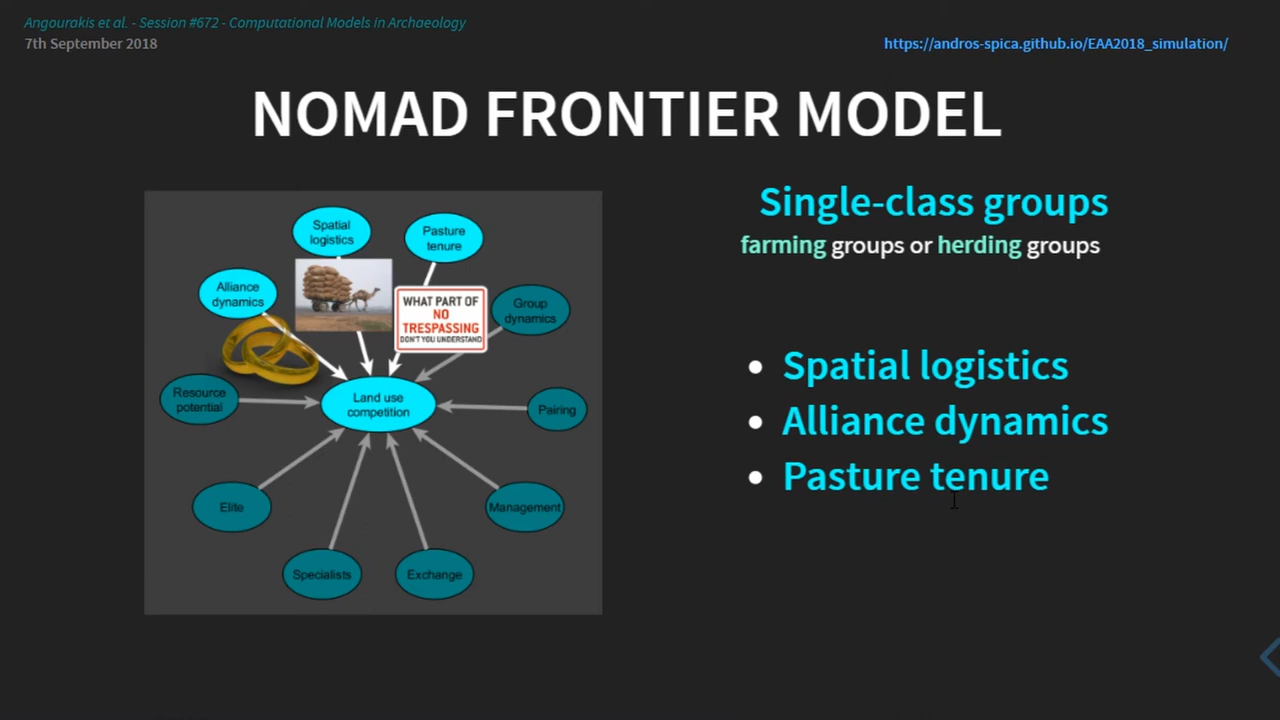 Angourakis et al. - Session #672 - Computational Models in Archaeology
7th September 2018
https://andros-spica.github.io/EAA2018_simulation/
NOMAD FRONTIER MODEL
Spatial
logistics
Pasture
tenure
Alliance
dynamics
WHAT PART OF
NO
TRESPASSING
DON'T YOU UNDERSTAND
Group
dynamics
Resource
potential
Land use
competition
Pairing
Elite
Management
Specialists
Exchange
Single-class groups
farming groups or herding groups
Spatial logistics
Alliance dynamics
Pasture tenure